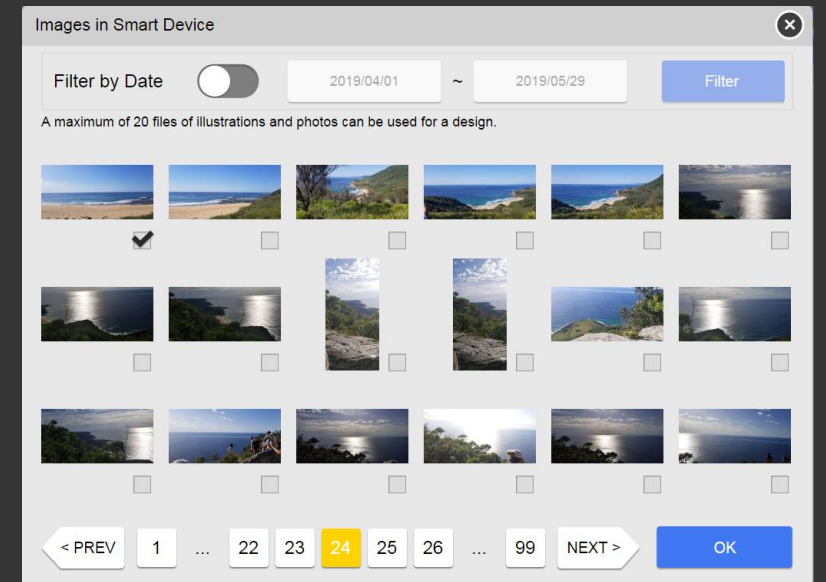 Images in Smart Device
Filter by Date 2019/04/01 ~ 2019/05/29 Filter
A maximum of 20 files of illustrations and photos can be used for a design.
< PREV 1 ... 22 23 24 25 26 ... 99 NEXT > OK